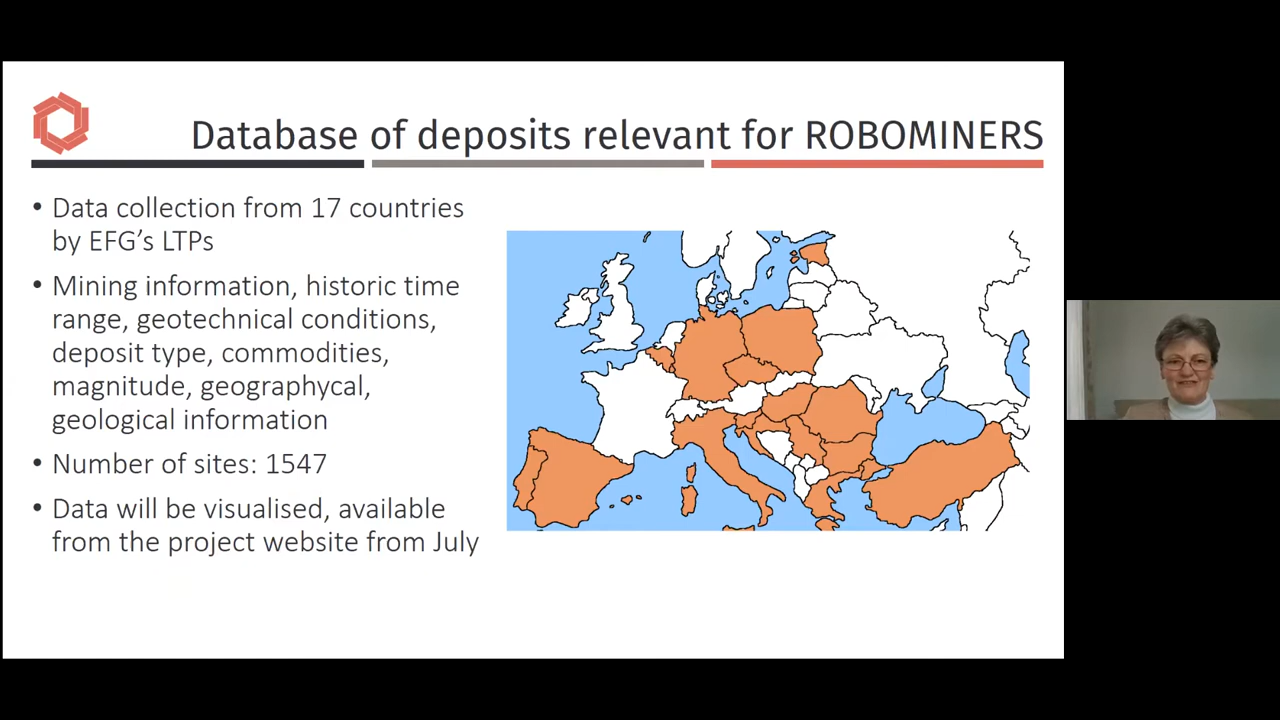 Database of deposits relevant for ROBOMINERS
• Data collection from 17 countries
by EFG's LTPs
• Mining information, historic time
range, geotechnical conditions,
deposit type, commodities,
magnitude, geographycal,
geological information
• Number of sites: 1547
• Data will be visualised, available
from the project website from July